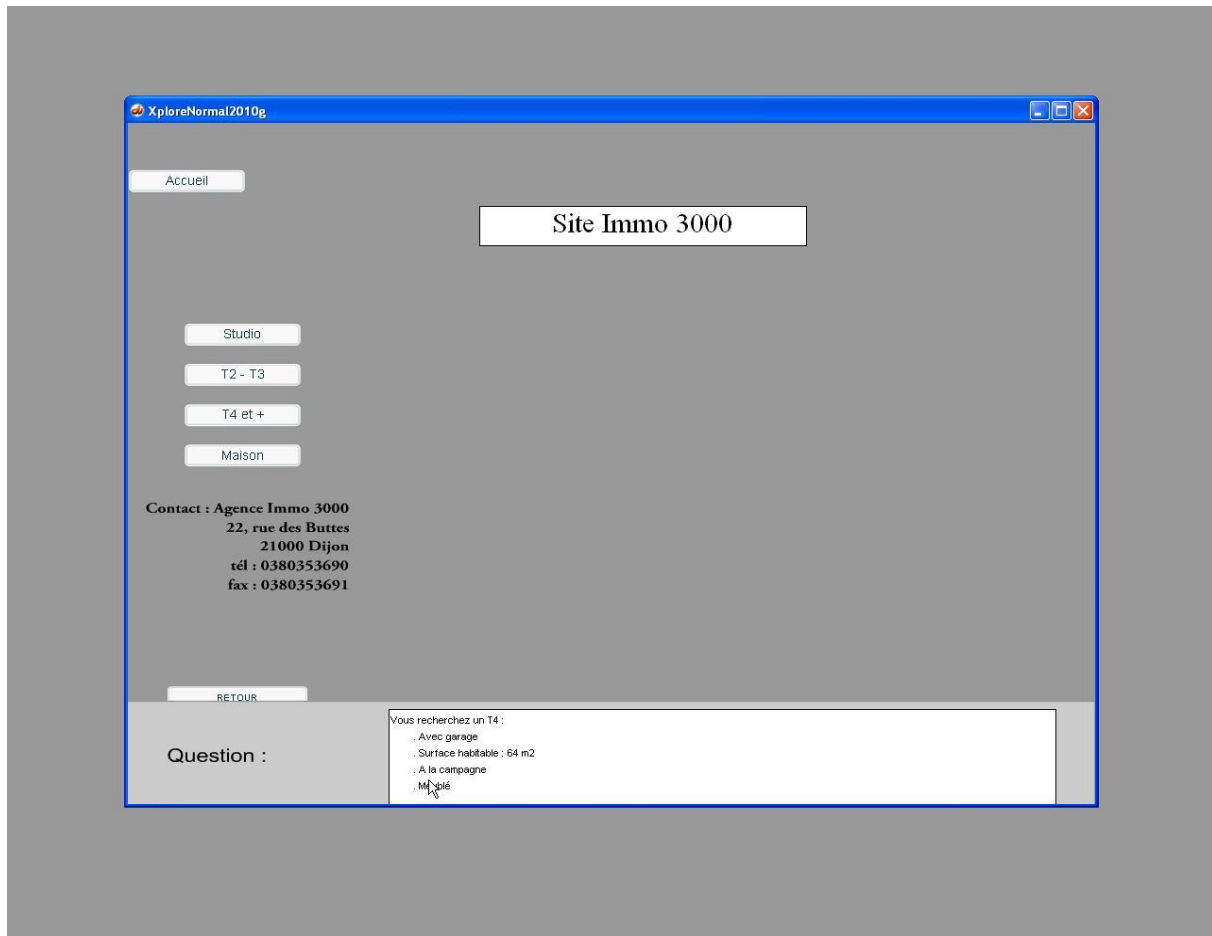 XploreNormal2010g
Accueil
Site Immo 3000
Studio
T2 - T3
T4 et +
Maison
Contact : Agence Immo 3000
22, rue des Buttes
21000 Dijon
tél : 0380353690
fax : 0380353691
RETOUR
Question :
Vous recherchez un T4 :
. Avec garage
. Surface habitable : 64 m2
. A la campagne
. Meublé